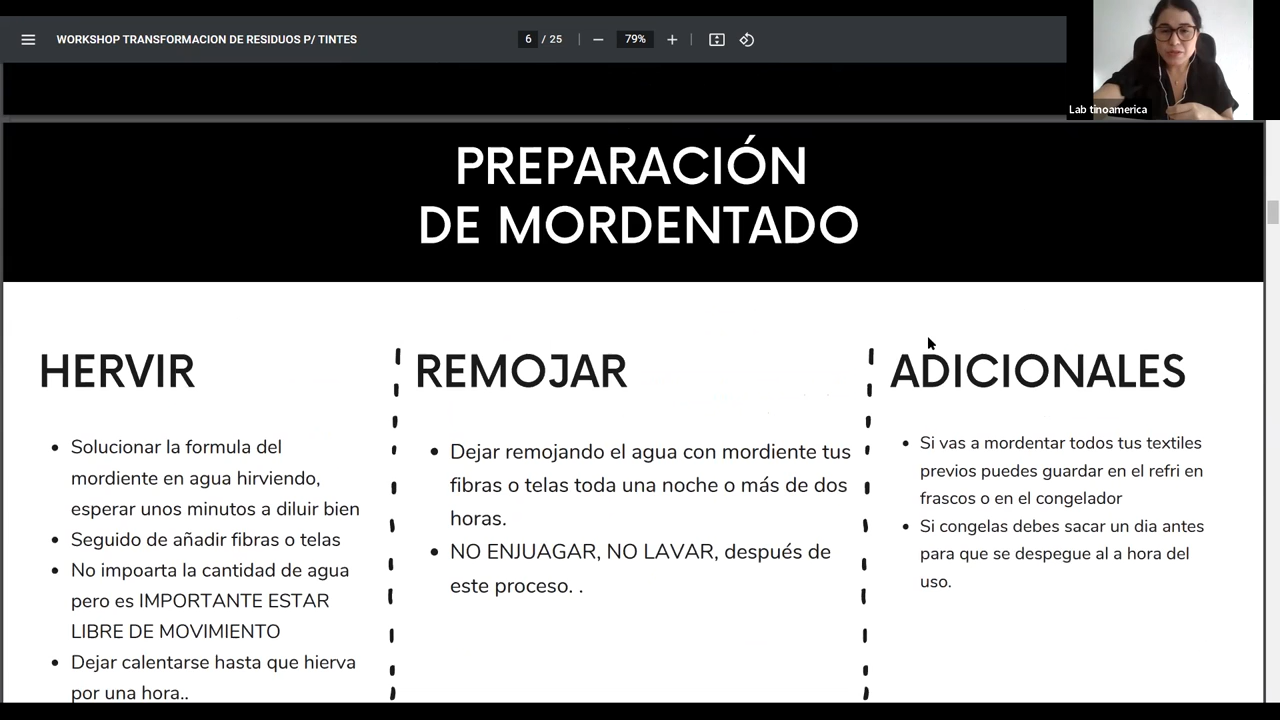 WORKSHOP TRANSFORMACION DE RESIDUOS P/ TINTES
6 / 25
79%
Lab tinoamerica
PREPARACIÓN
DE MORDENTADO
HERVIR
Solucionar la formula del
mordiente en agua hirviendo,
esperar unos minutos a diluir bien
Seguido de añadir fibras o telas
No impoarta la cantidad de agua
pero es IMPORTANTE ESTAR
LIBRE DE MOVIMIENTO
Dejar calentarse hasta que hierva
por una hora..
REMOJAR
Dejar remojando el agua con mordiente tus
fibras o telas toda una noche o más de dos
horas.
NO ENJUAGAR, NO LAVAR, después de
este proceso. .
ADICIONALES
Si vas a mordentar todos tus textiles
previos puedes guardar en el refri en
frascos o en el congelador
Si congelas debes sacar un dia antes
para que se despegue al a hora del
uso.